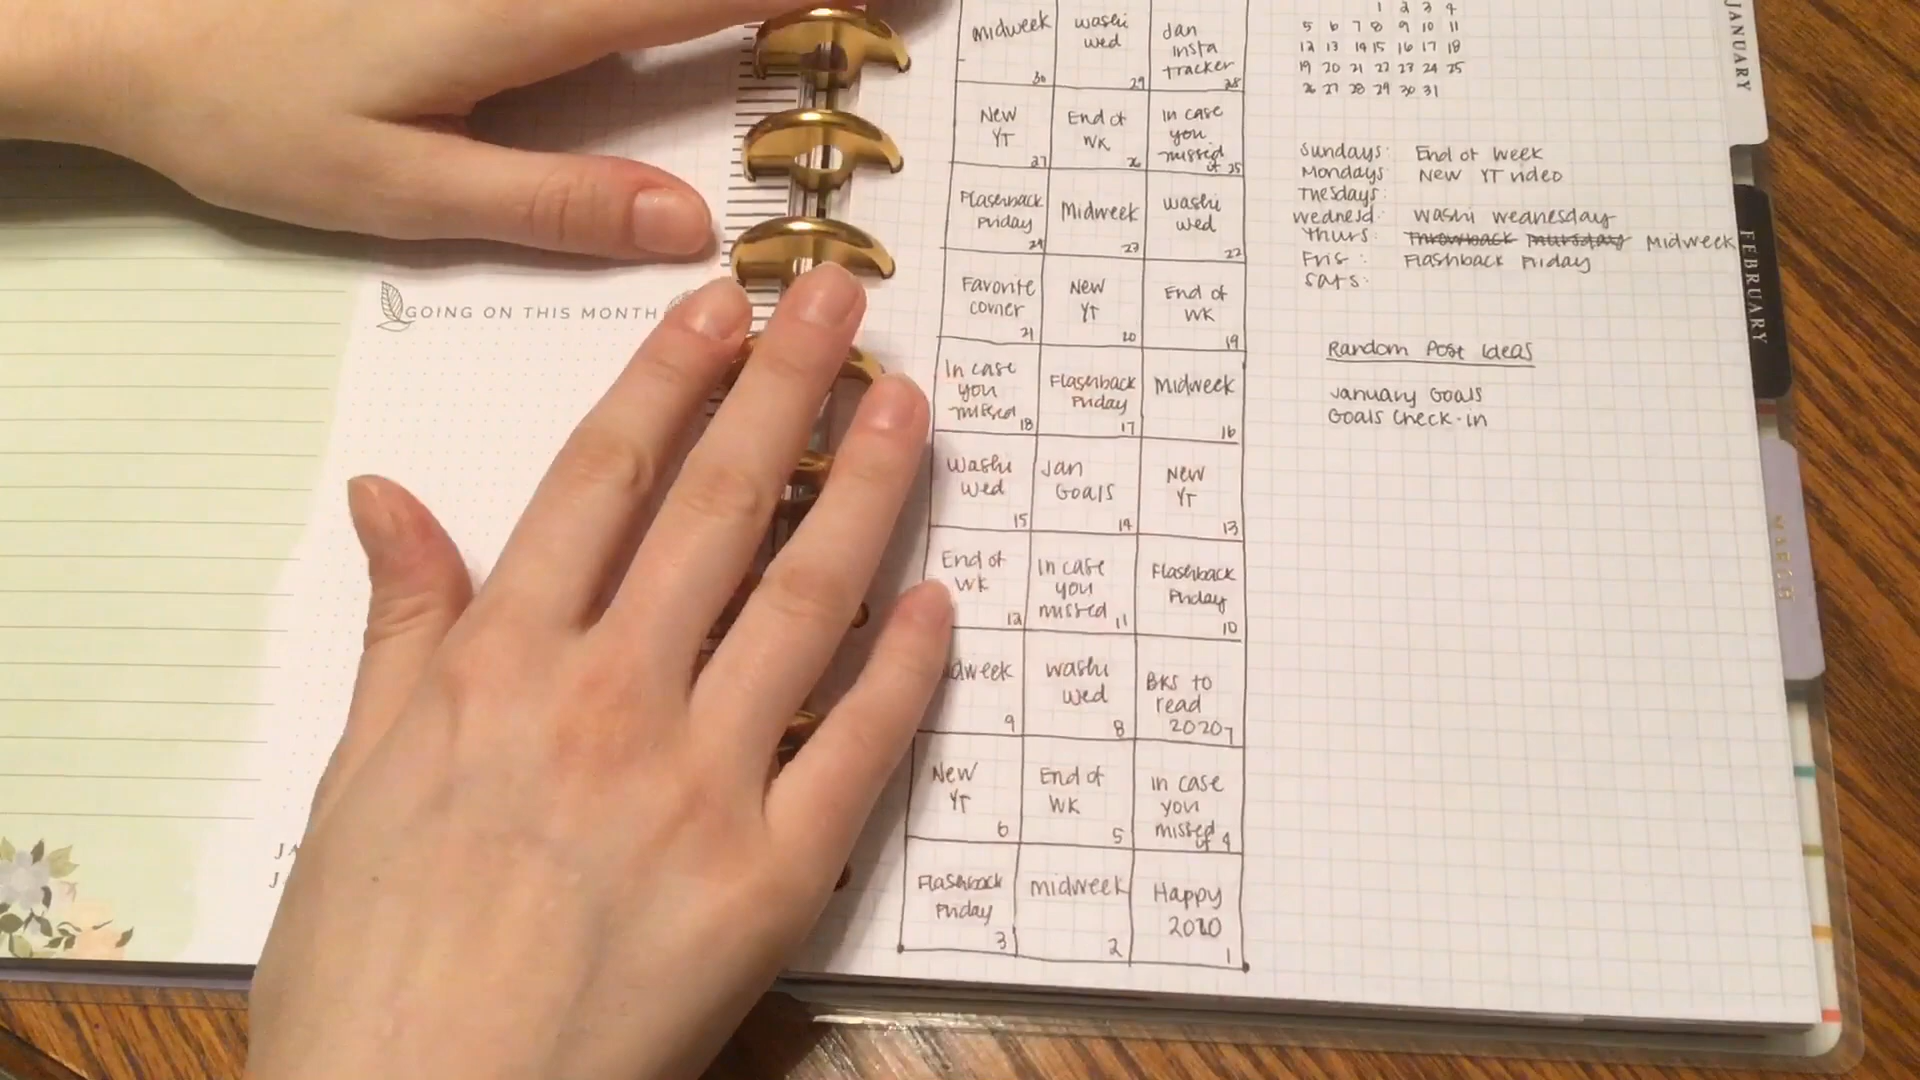 GOING ON THIS MONTH
midweek
30
washi
wed
29
Jan
insta
tracker
28
New
YT
27
End of
WK
26
In case
you
missed
it 25
Flashback
Friday
24
Midweek
23
washi
wed
22
Favorite
corner
21
New
YT
20
End of
WK
19
In case
you
missed 18
Flashback
Friday
17
Midweek
16
Washi
wed
15
Jan
Goals
14
New
YT
13
End of
WK
12
In case
you
missed 11
Flashback
Friday
10
dweek
9
washi
wed
8
BKS to
read
2020 7
New
YT
6
End of
WK
5
in case
you
missed
it 4
Flashback
Friday
3
midweek
2
Happy
2020
1
1 2 3 4
5 6 7 8 9 10 11
12 13 14 15 16 17 18
19 20 21 22 23 24 25
26 27 28 29 30 31
Sundays: End of week
Mondays: New YT video
Tuesdays:
wednesd: washi wednesday
Thurs: Throwback Thursday Midweek
Fris: Flashback Friday
Sats:
Random Post Ideas
January Goals
Goals Check-in
JANUARY
FEBRUARY
MARCH